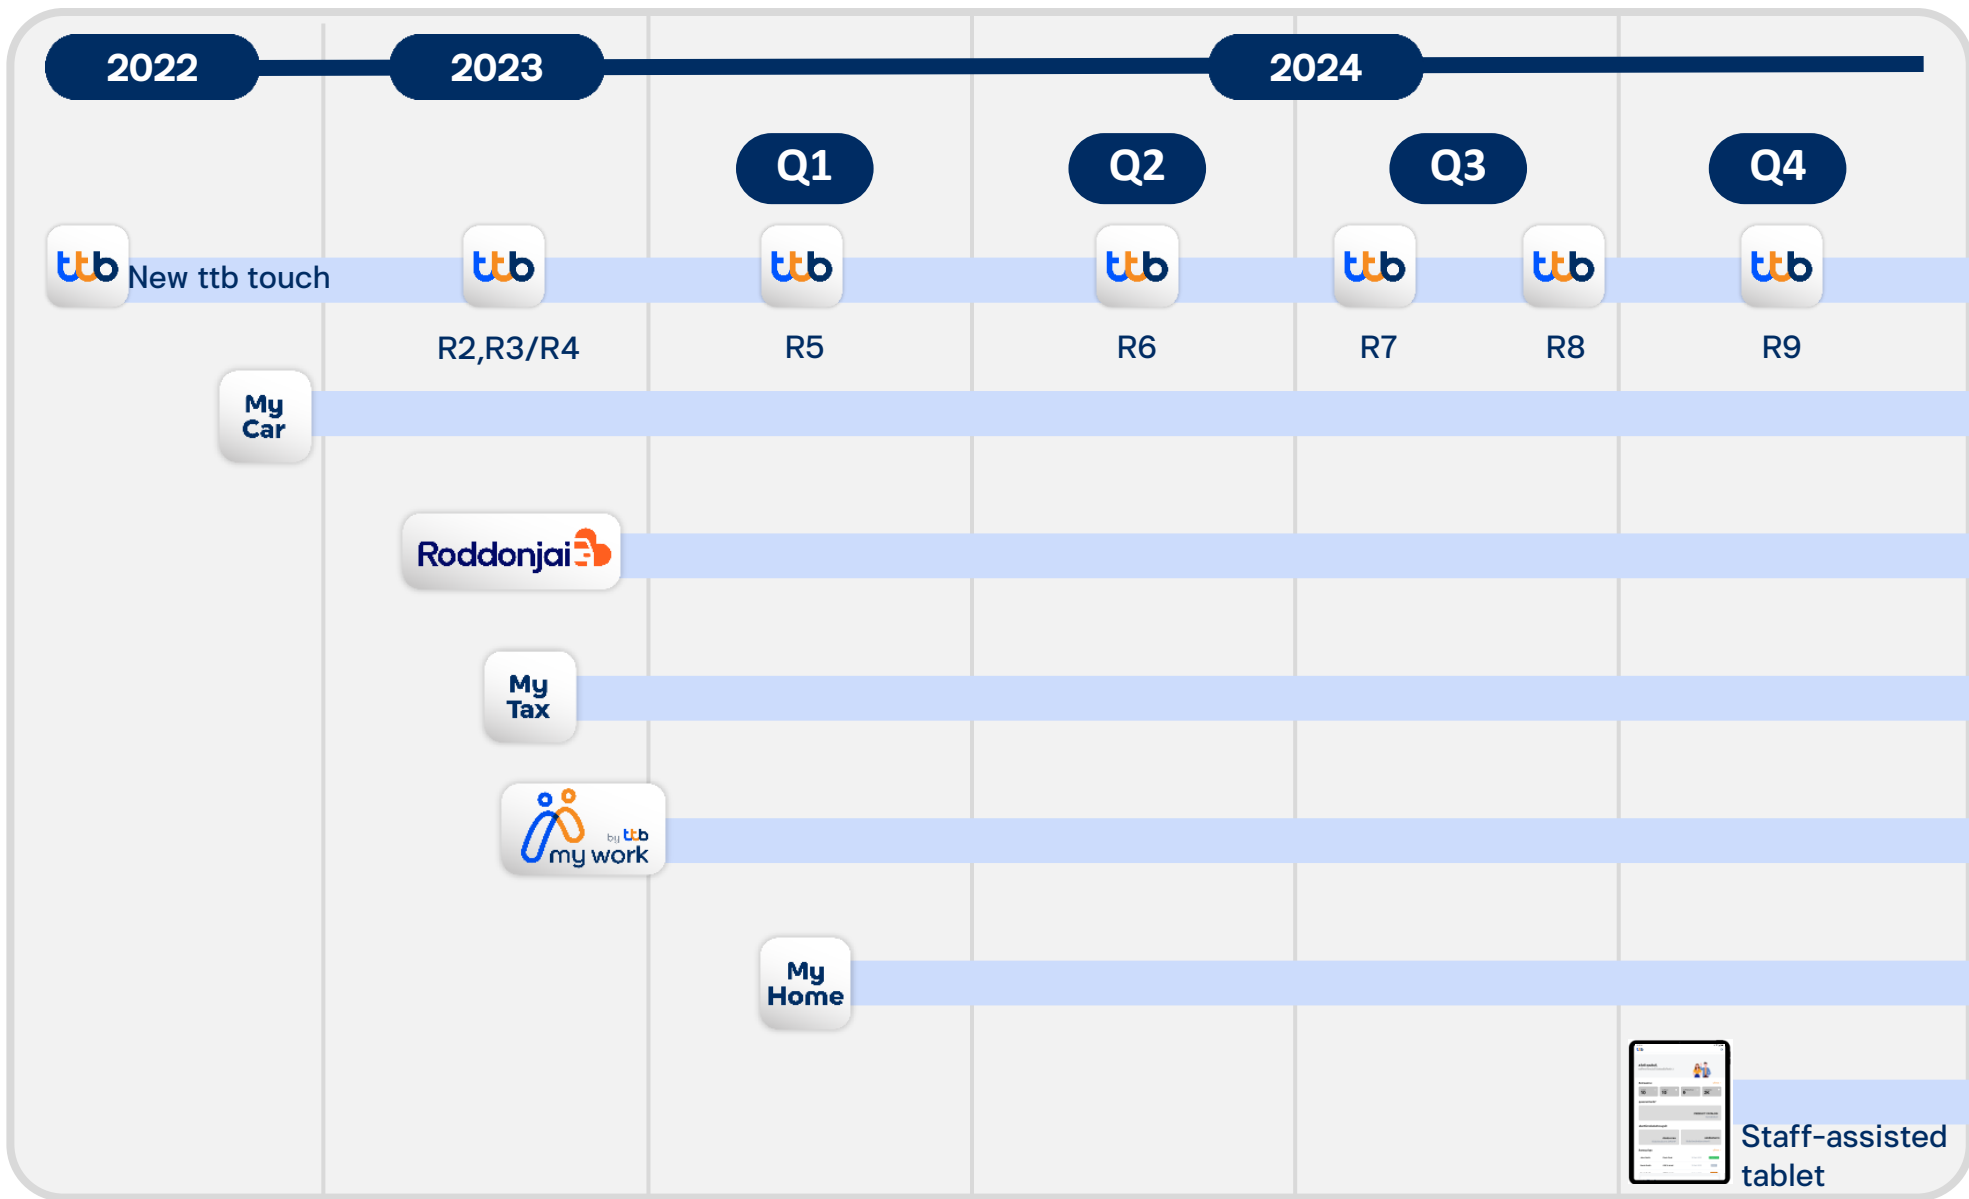 2022
2023
2024
Q1
Q2
Q3
Q4
ttb
New ttb touch
ttb
ttb
ttb
ttb
ttb
ttb
R2,R3/R4
R5
R6
R7
R8
R9
My
Car
Roddonjai
My
Tax
by ttb
my work
My
Home
Staff-assisted
tablet